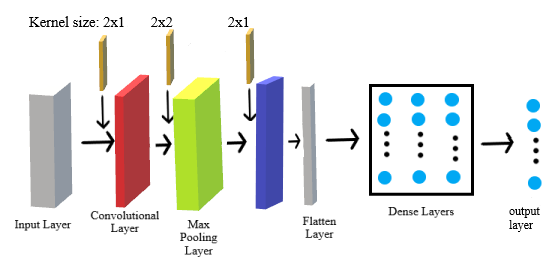 Kernel size: 2x1 2x2 2x1
Input Layer
Convolutional
Layer
Max
Pooling
Layer
Flatten
Layer
Dense Layers
output
layer